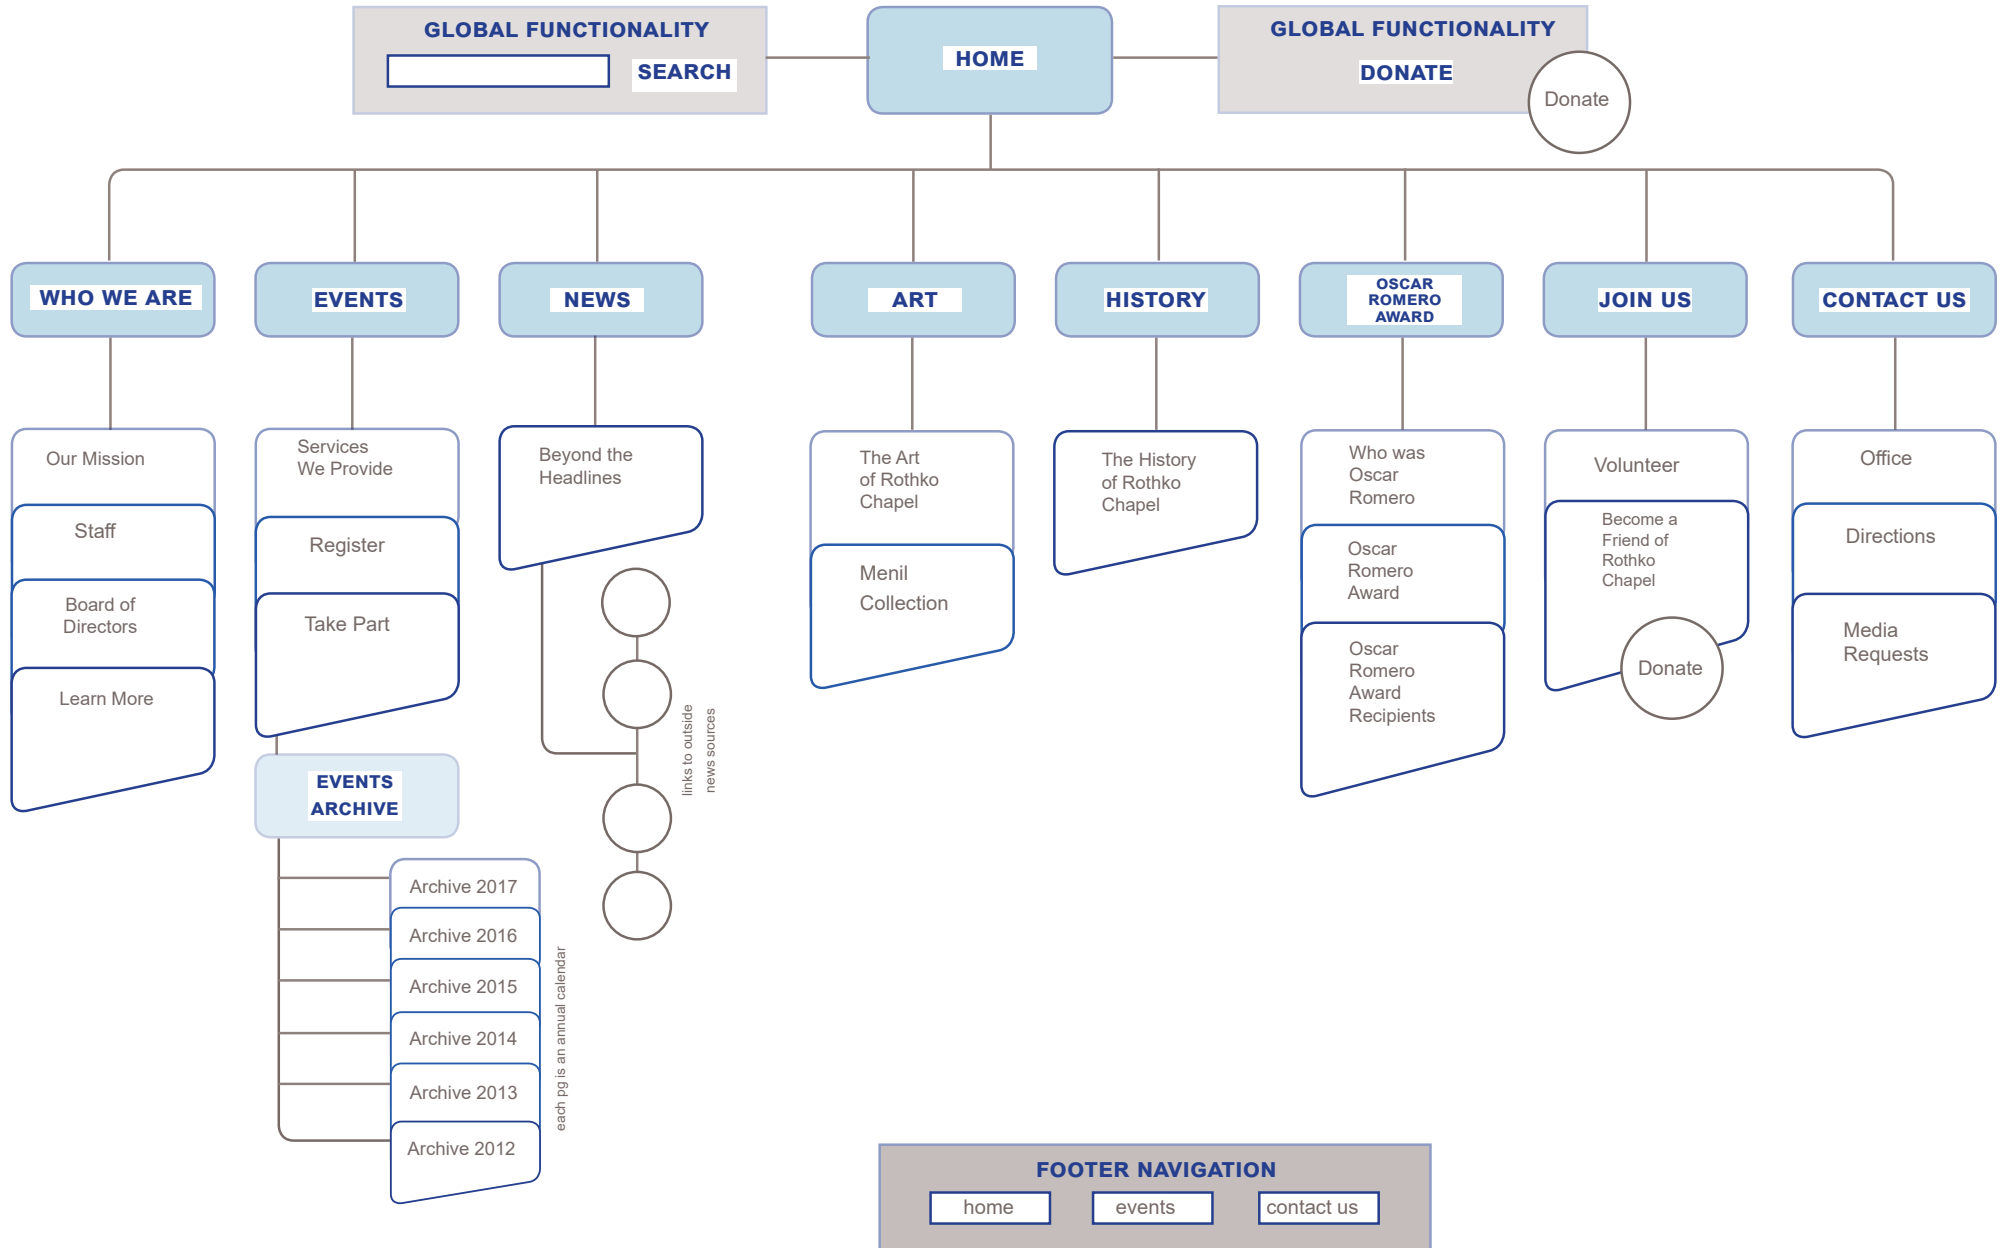 GLOBAL FUNCTIONALITY
SEARCH
HOME
GLOBAL FUNCTIONALITY
DONATE
Donate
WHO WE ARE
EVENTS
NEWS
ART
HISTORY
OSCAR
ROMERO
AWARD
JOIN US
CONTACT US
Our Mission
Staff
Board of
Directors
Learn More
Services
We Provide
Register
Take Part
EVENTS
ARCHIVE
Archive 2017
Archive 2016
Archive 2015
Archive 2014
Archive 2013
Archive 2012
each pg is an annual calendar
Beyond the
Headlines
links to outside
news sources
The Art
of Rothko
Chapel
Menil
Collection
The History
of Rothko
Chapel
Who was
Oscar
Romero
Oscar
Romero
Award
Oscar
Romero
Award
Recipients
Volunteer
Become a
Friend of
Rothko
Chapel
Donate
Office
Directions
Media
Requests
FOOTER NAVIGATION
home
events
contact us